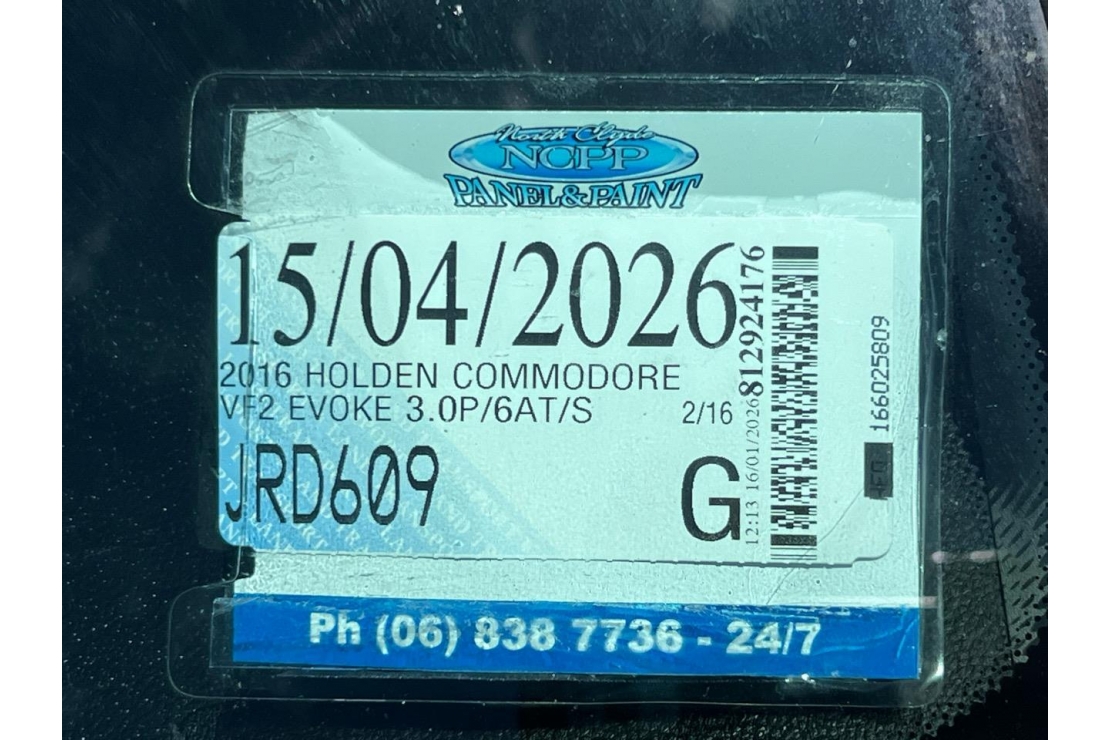 North Clyde
NCPP
PANEL & PAINT
15/04/2026
2016 HOLDEN COMMODORE
VF2 EVOKE 3.0P/6AT/S 2/16
JRD609 G
12:13 16/01/2026 812924176
166025809
Ph (06) 838 7736 - 24/7